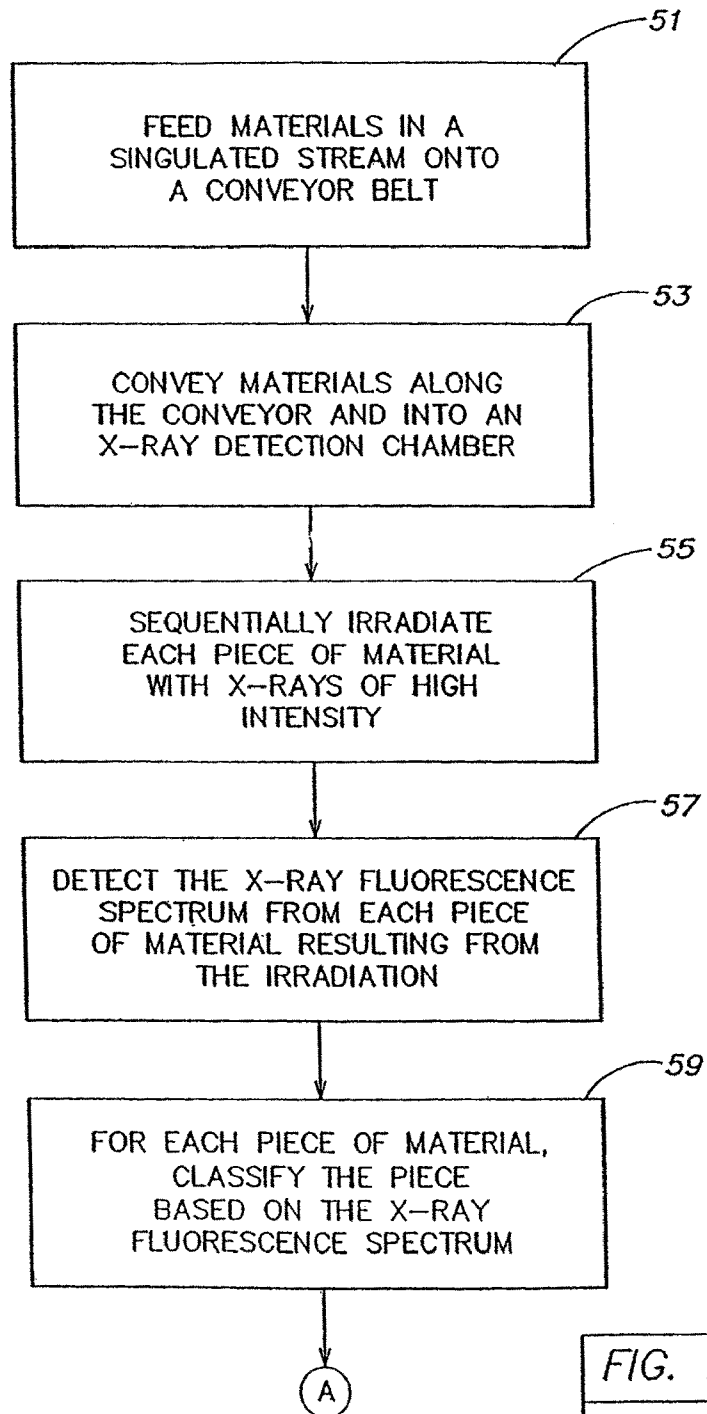 51
FEED MATERIALS IN A
SINGULATED STREAM ONTO
A CONVEYOR BELT
53
CONVEY MATERIALS ALONG
THE CONVEYOR AND INTO AN
X-RAY DETECTION CHAMBER
55
SEQUENTIALLY IRRADIATE
EACH PIECE OF MATERIAL
WITH X-RAYS OF HIGH
INTENSITY
57
DETECT THE X-RAY FLUORESCENCE
SPECTRUM FROM EACH PIECE
OF MATERIAL RESULTING FROM
THE IRRADIATION
59
FOR EACH PIECE OF MATERIAL,
CLASSIFY THE PIECE
BASED ON THE X-RAY
FLUORESCENCE SPECTRUM
A
FIG.